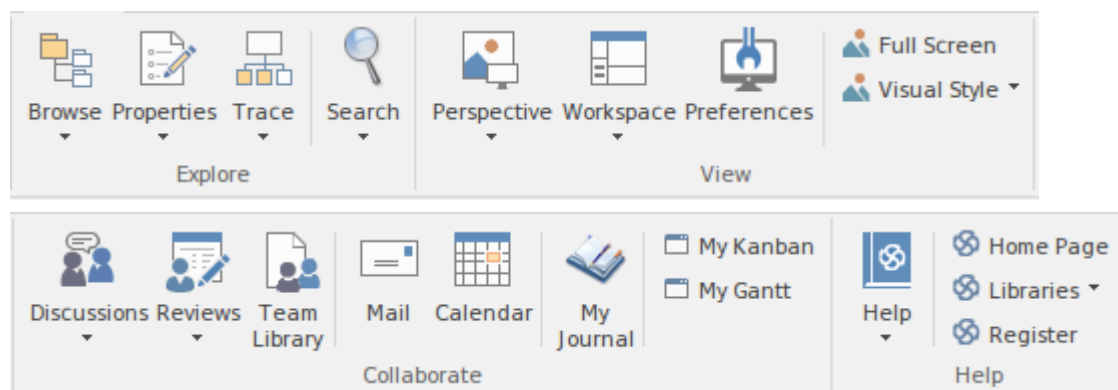 Browse Properties Trace Search Perspective Workspace Preferences Full Screen
Visual Style
Explore View
Discussions Reviews Team Library Mail Calendar My Journal My Kanban
My Gantt
Help Home Page
Libraries
Register
Collaborate Help